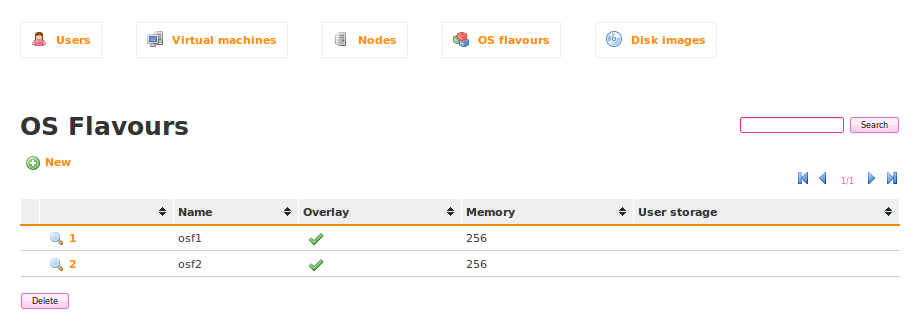 Users Virtual machines Nodes OS flavours Disk images
OS Flavours
Search
New
1/1
Name Overlay Memory User storage
1 osf1 256
2 osf2 256
Delete